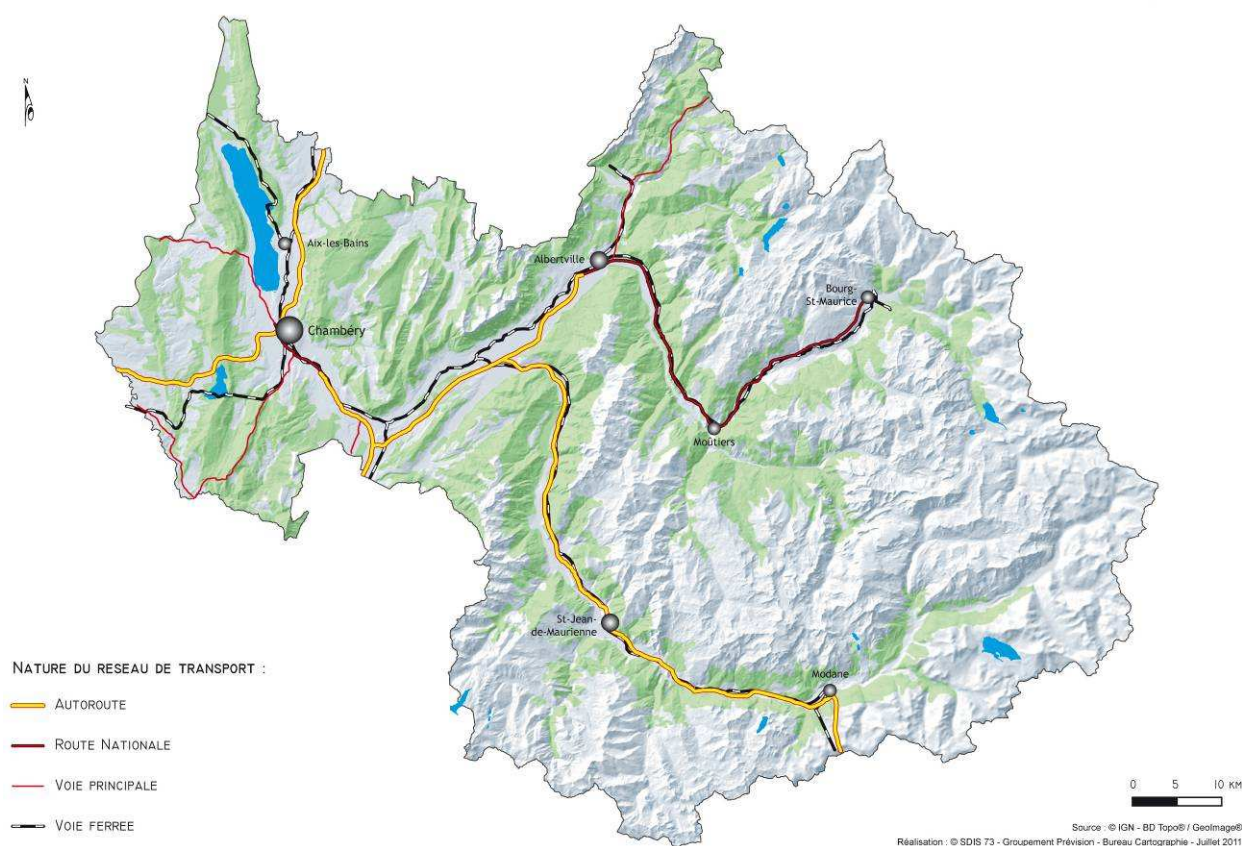 N
Aix-les-Bains
Albertville
Bourg-
St-Maurice
Chambéry
Moûtiers
St-Jean-
de-Maurienne
Modane
NATURE DU RESEAU DE TRANSPORT :
AUTOROUTE
ROUTE NATIONALE
VOIE PRINCIPALE
VOIE FERREE
0 5 10 KM
Source : © IGN - BD Topo® / GeoImage®
Réalisation : © SDIS 73 - Groupement Prévision - Bureau Cartographie - Juillet 2011